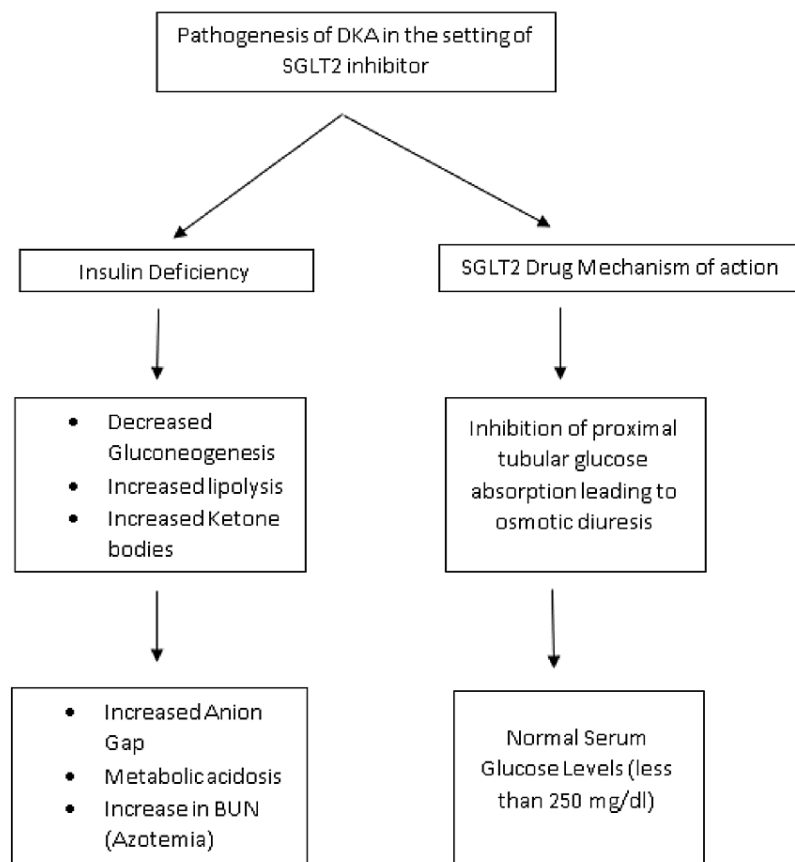 Pathogenesis of DKA in the setting of
SGLT2 inhibitor
Insulin Deficiency
SGLT2 Drug Mechanism of action
• Decreased
Gluconeogenesis
• Increased lipolysis
• Increased Ketone
bodies
Inhibition of proximal
tubular glucose
absorption leading to
osmotic diuresis
• Increased Anion
Gap
• Metabolic acidosis
• Increase in BUN
(Azotemia)
Normal Serum
Glucose Levels (less
than 250 mg/dl)